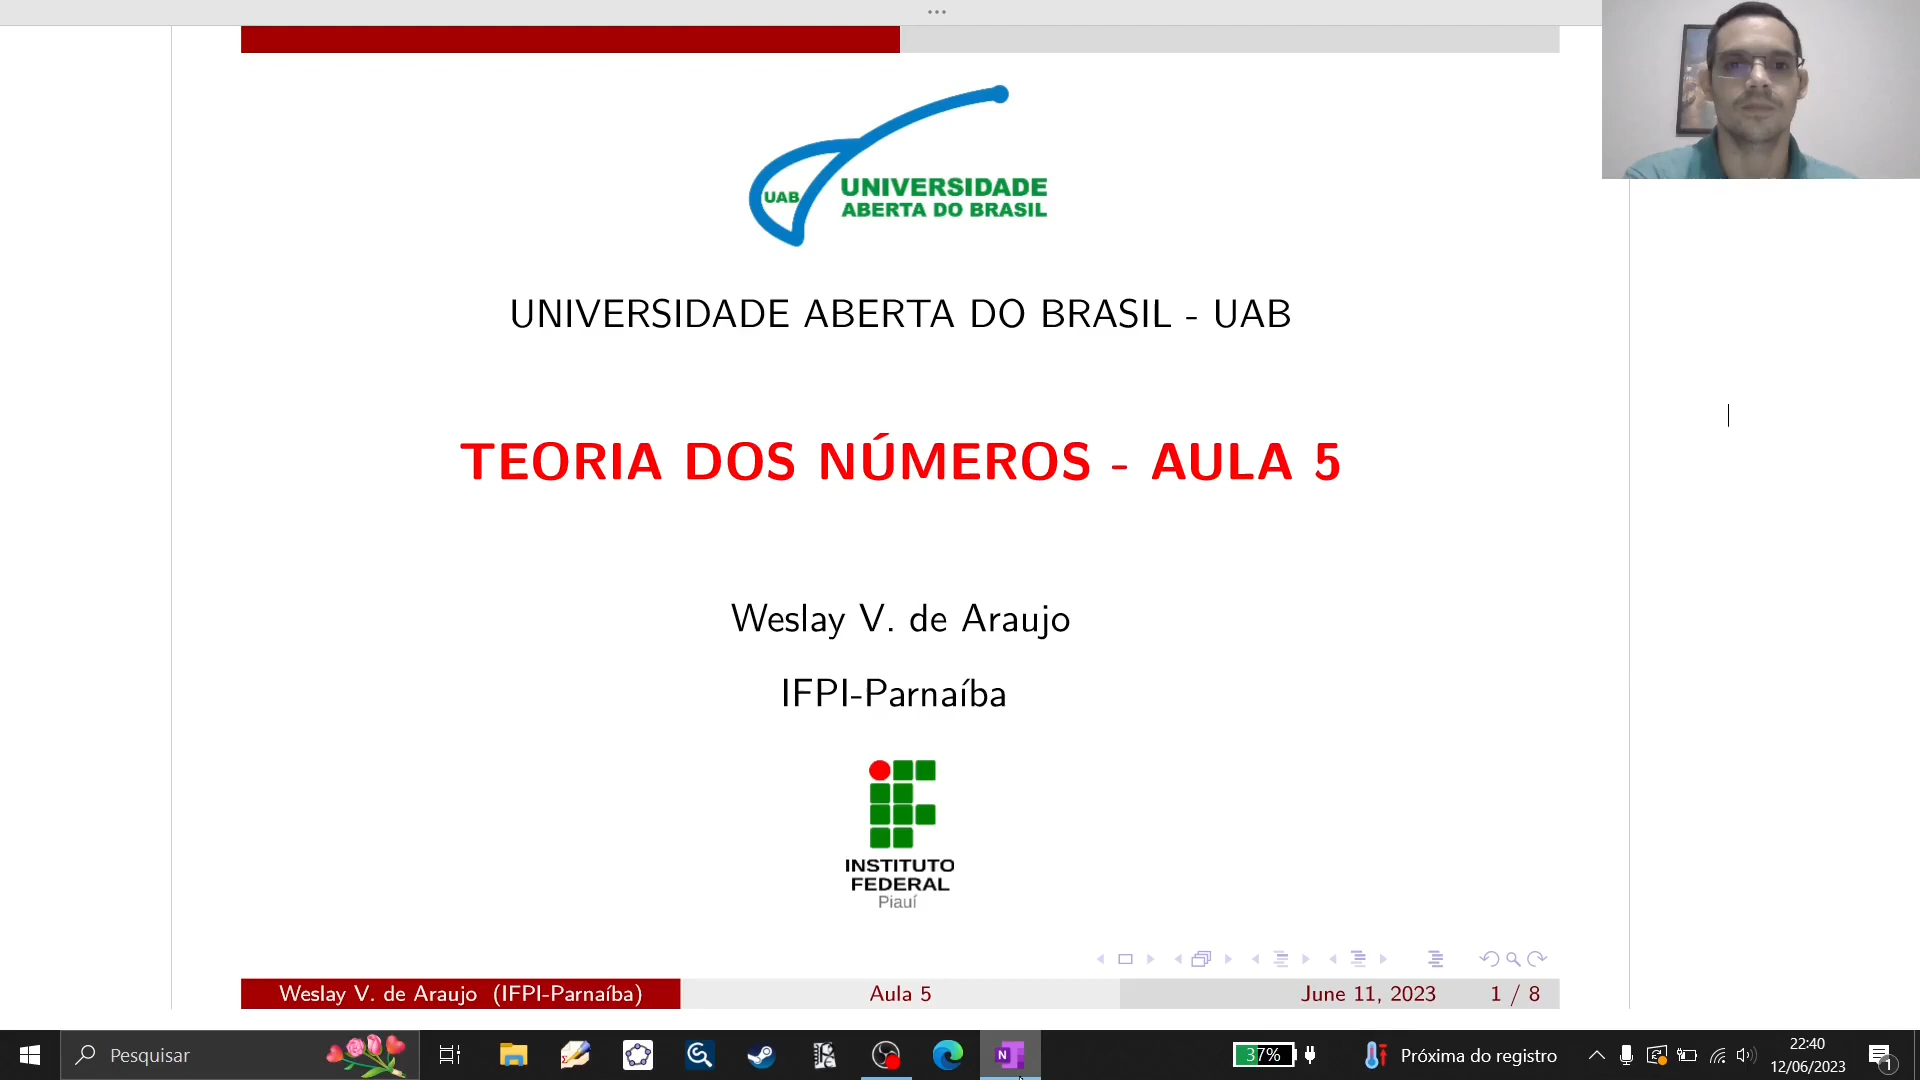 UAB
UNIVERSIDADE
ABERTA DO BRASIL
UNIVERSIDADE ABERTA DO BRASIL - UAB
TEORIA DOS NÚMEROS - AULA 5
Weslay V. de Araujo
IFPI-Parnaíba
INSTITUTO
FEDERAL
Piauí
Weslay V. de Araujo (IFPI-Parnaíba)
Aula 5
June 11, 2023
1 / 8
Pesquisar
N
37%
Próxima do registro
22:40
12/06/2023
1